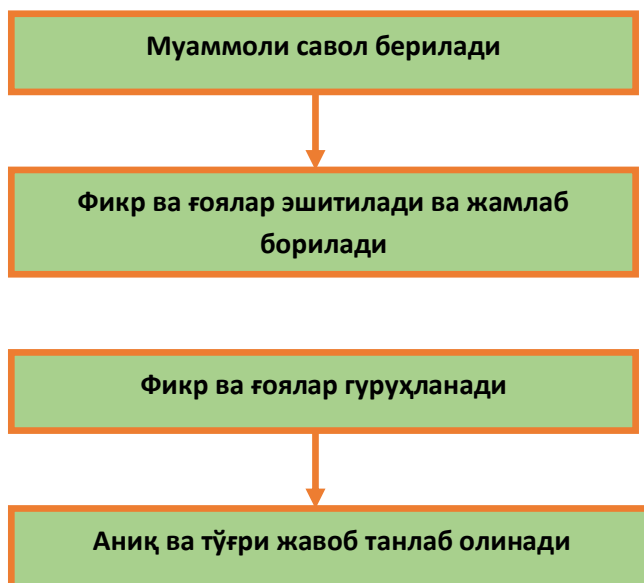 Муаммоли савол берилади
Фикр ва ғоялар эшитилади ва жамлаб
борилади
Фикр ва ғоялар гуруҳланади
Аниқ ва тўғри жавоб танлаб олинади